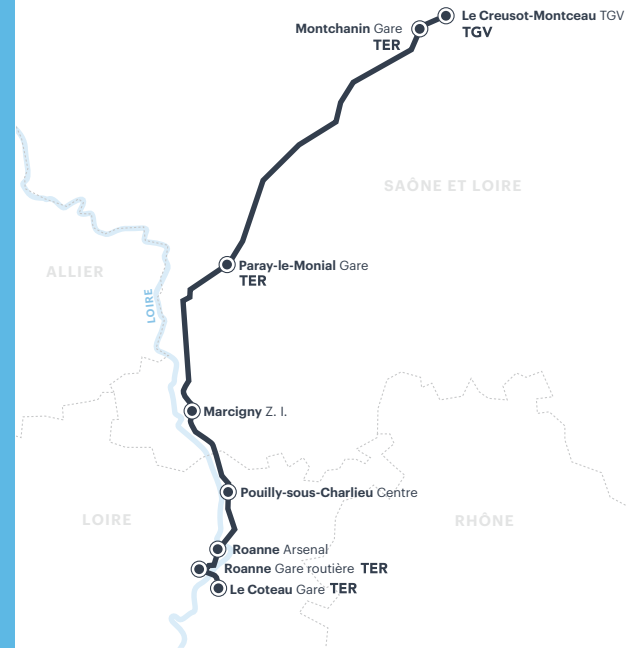 Le Creusot-Montceau TGV
TGV
Montchanin Gare
TER
SAÔNE ET LOIRE
Paray-le-Monial Gare
TER
ALLIER
LOIRE
Marcigny Z. I.
Pouilly-sous-Charlieu Centre
LOIRE
RHÔNE
Roanne Arsenal
Roanne Gare routière TER
Le Coteau Gare TER